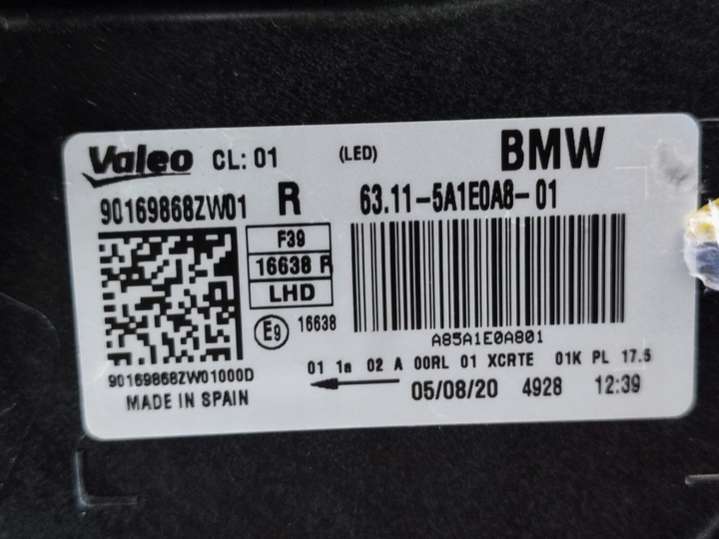 Valeo CL: 01 (LED) BMW
90169868ZW01 R 63.11-5A1E0A8-01
F39
16638 R
LHD
E9 16638
A85A1E0A801
01 1a 02 A 00RL 01 XCRTE 01K PL 17.5
90169868ZW01000D
05/08/20 4928 12:39
MADE IN SPAIN